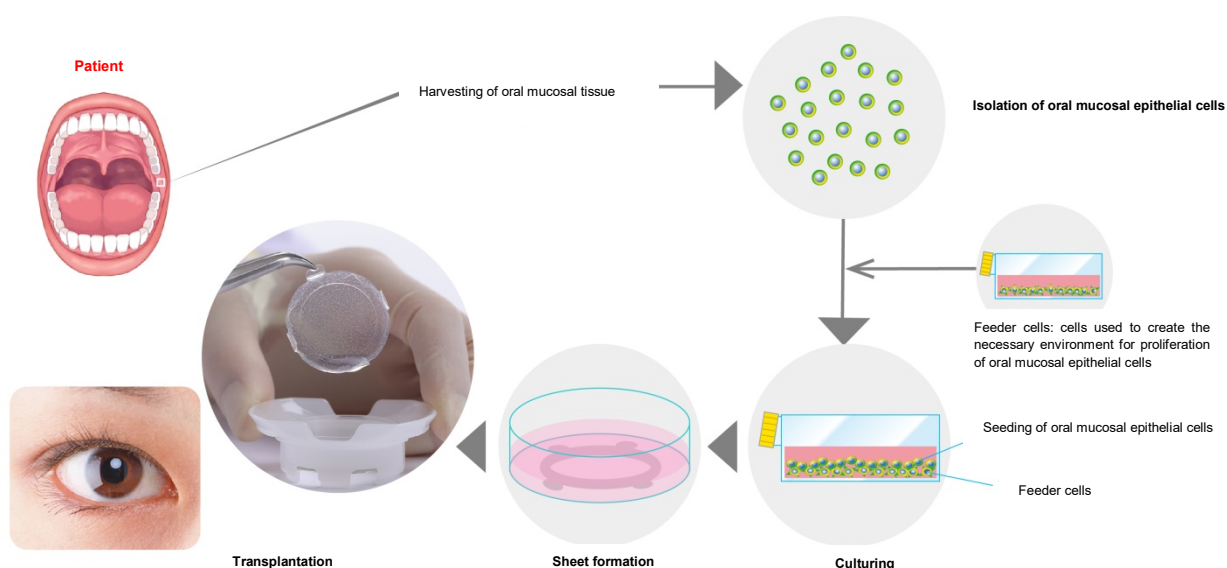 Patient
Harvesting of oral mucosal tissue
Isolation of oral mucosal epithelial cells
Feeder cells: cells used to create the
necessary environment for proliferation
of oral mucosal epithelial cells
Seeding of oral mucosal epithelial cells
Feeder cells
Transplantation
Sheet formation
Culturing